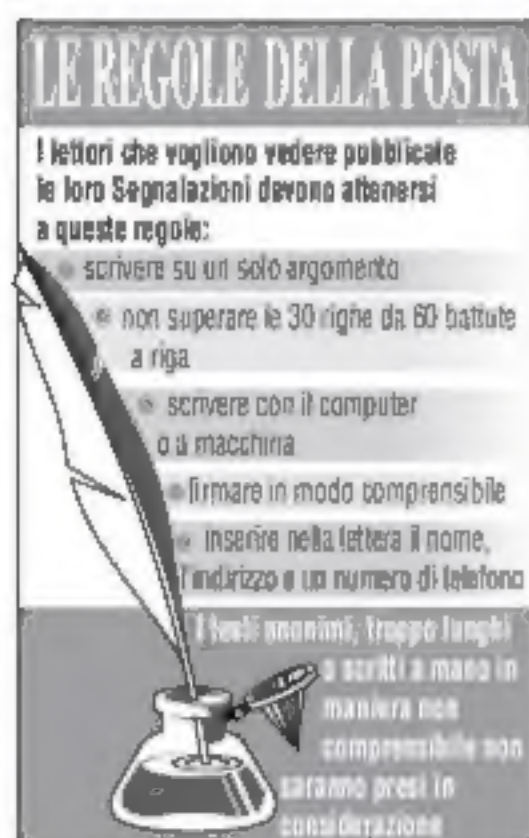 LE REGOLE DELLA POSTA
I lettori che vogliono vedere pubblicate
le loro Segnalazioni devono attenersi
a queste regole:
scrivere su un solo argomento
non superare le 30 righe da 60 battute
a riga
scrivere con il computer
o a macchina
firmare in modo comprensibile
inserire nella lettera il nome,
l'indirizzo e un numero di telefono
I testi anonimi, troppo lunghi
o scritti a mano in
maniera non
comprensibile non
saranno presi in
considerazione